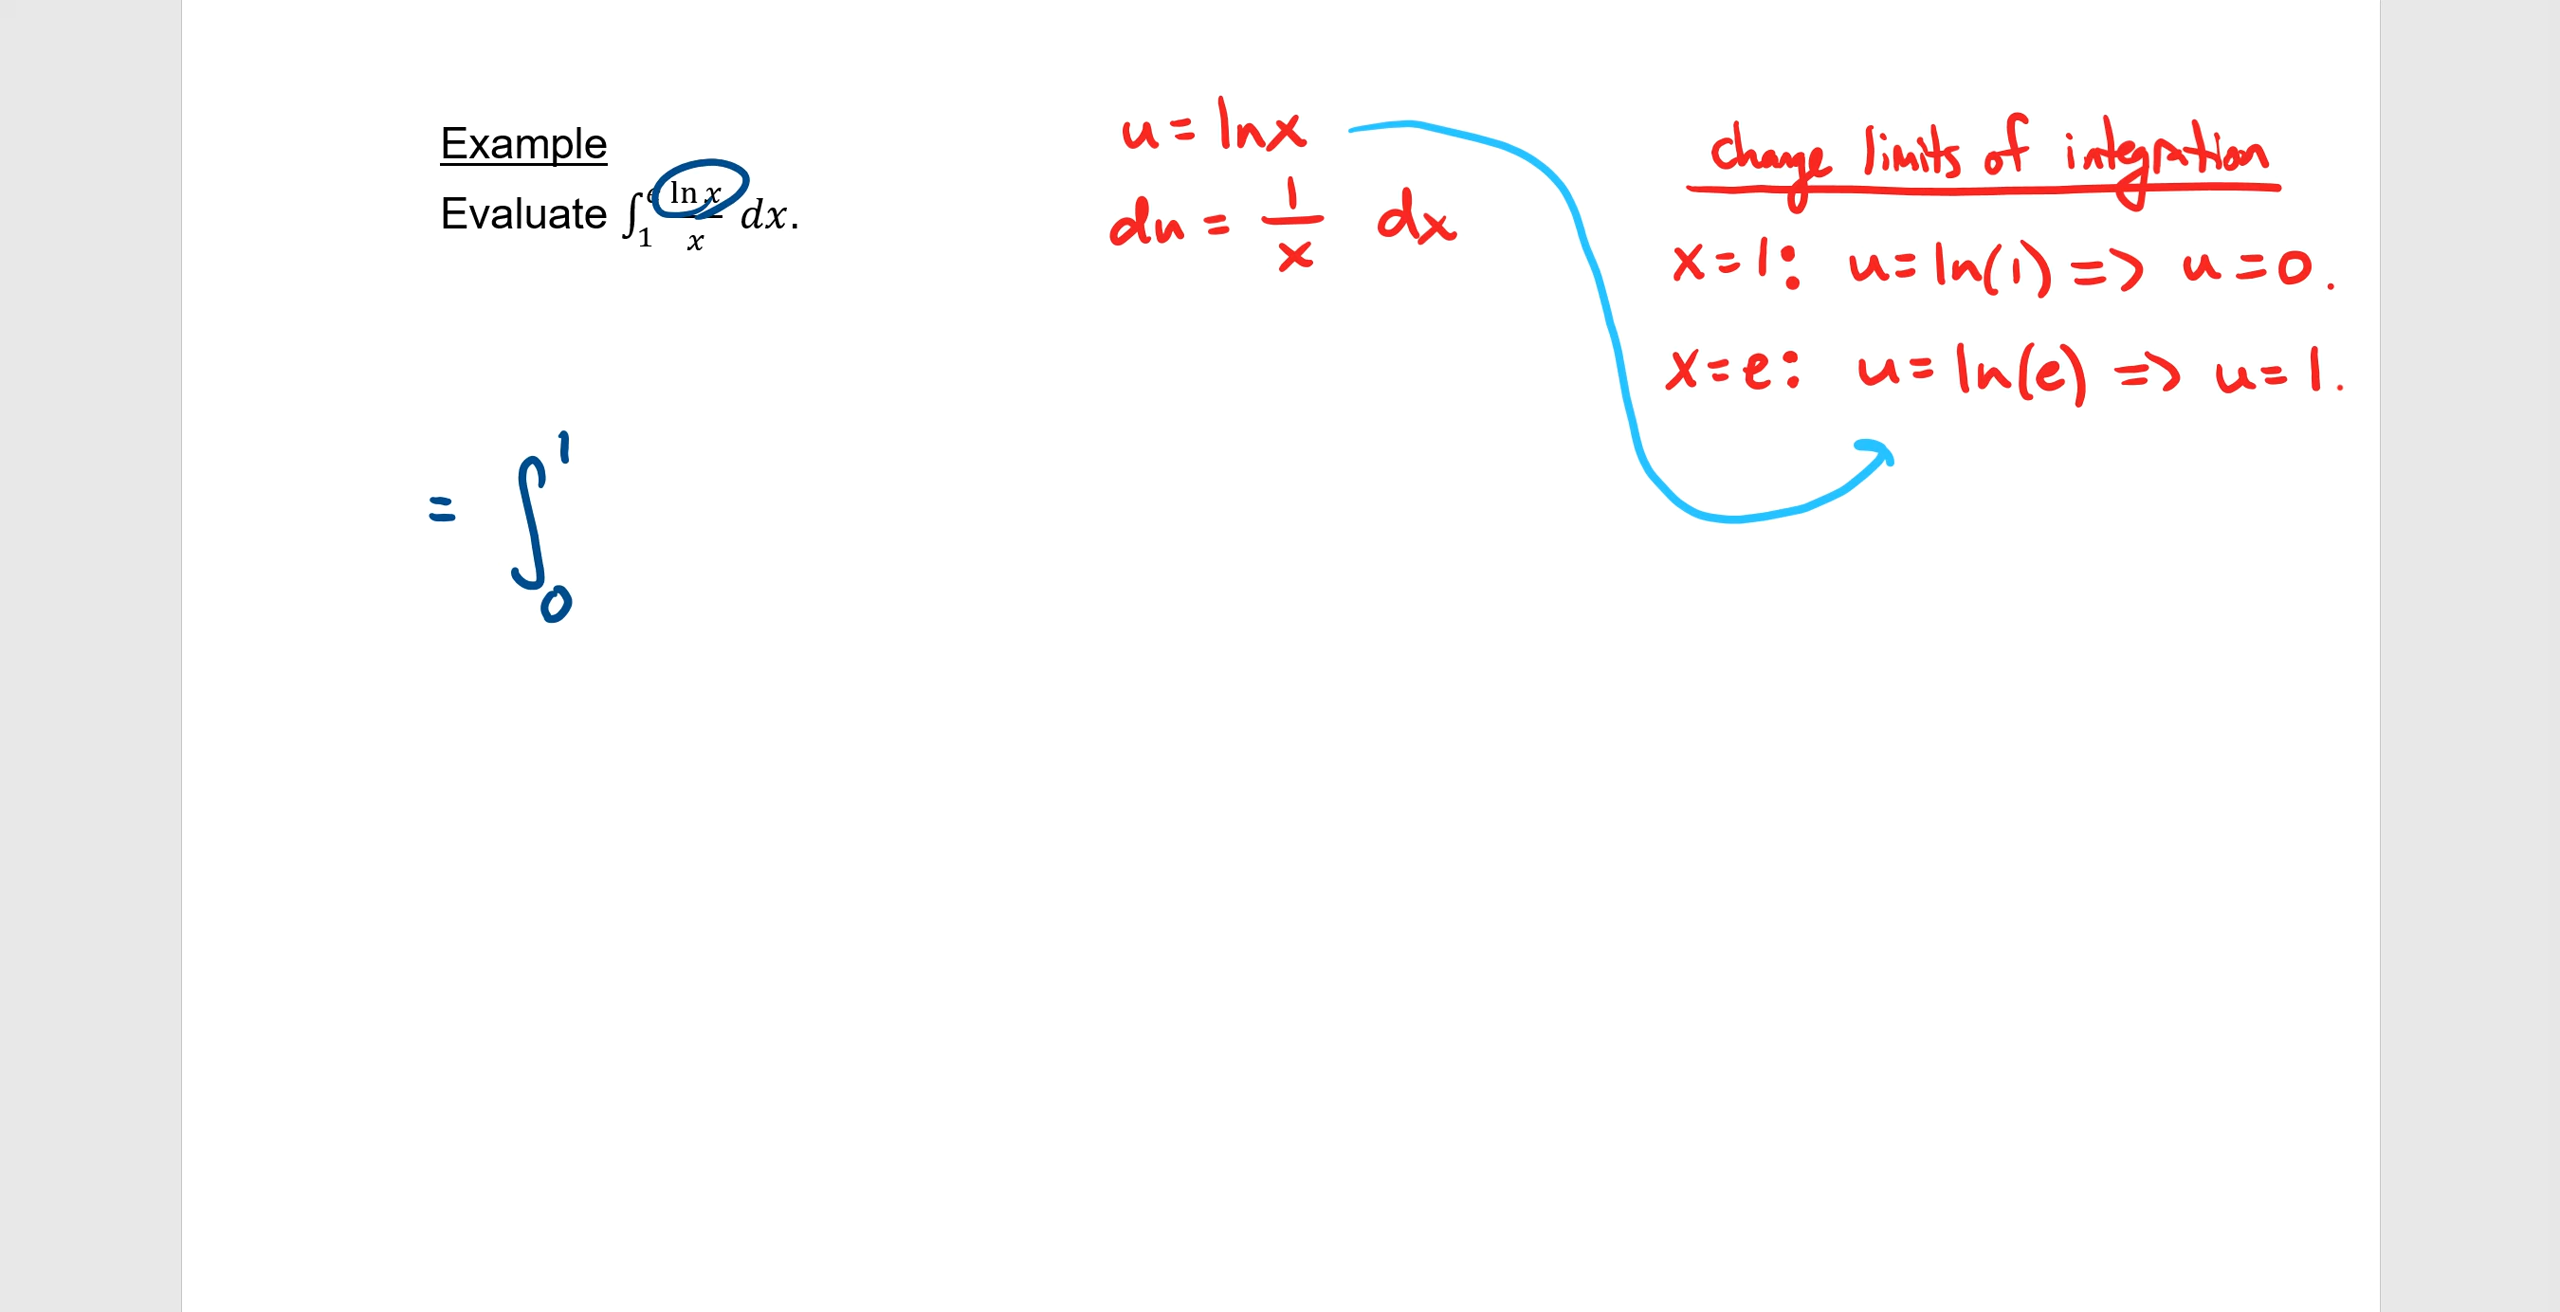 Example
Evaluate ∫₁ᵉ ln x / x dx.
u = lnx
du = 1/x dx
change limits of integration
x=1: u=ln(1) => u=0.
x=e: u=ln(e) => u=1.
= ∫₀¹